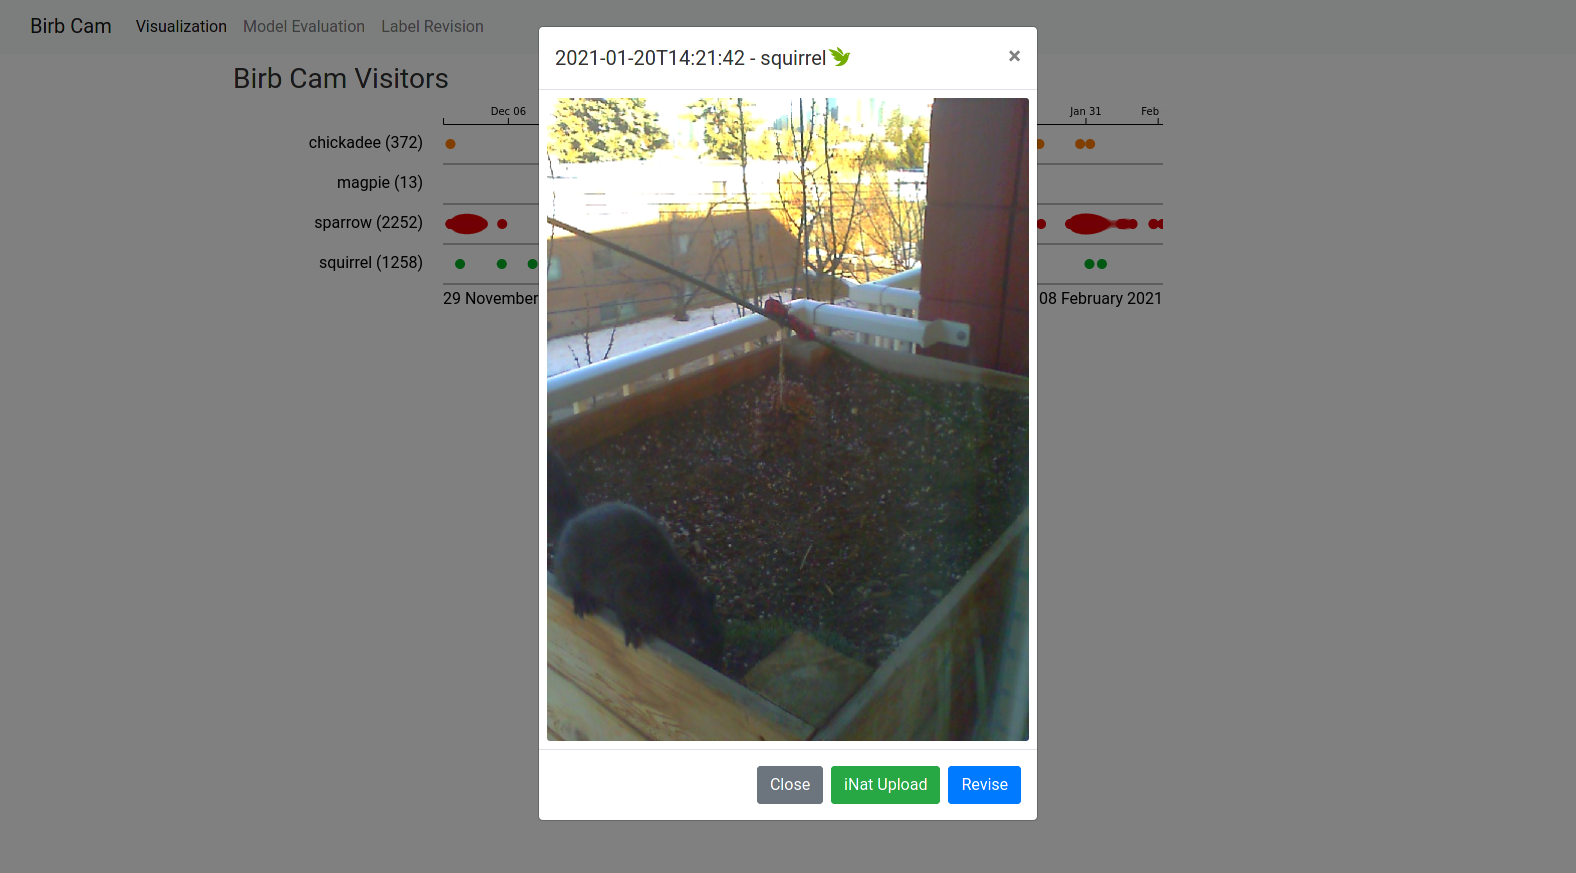 Birb Cam Visualization Model Evaluation Label Revision
Birb Cam Visitors
Dec 06 Jan 31 Feb
chickadee (372)
magpie (13)
sparrow (2252)
squirrel (1258)
29 November 08 February 2021
2021-01-20T14:21:42 - squirrel
×
Close iNat Upload Revise